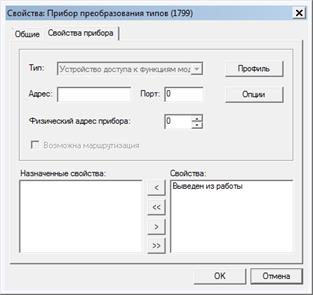 Свойства: Прибор преобразования типов (1799)
Общие Свойства прибора
Тип: Устройство доступа к функциям мод Профиль
Адрес: Порт: 0 Опции
Физический адрес прибора: 0
Возможна маршрутизация
Назначенные свойства: Свойства:
Выведен из работы
<
<<
>
>>
OK Отмена